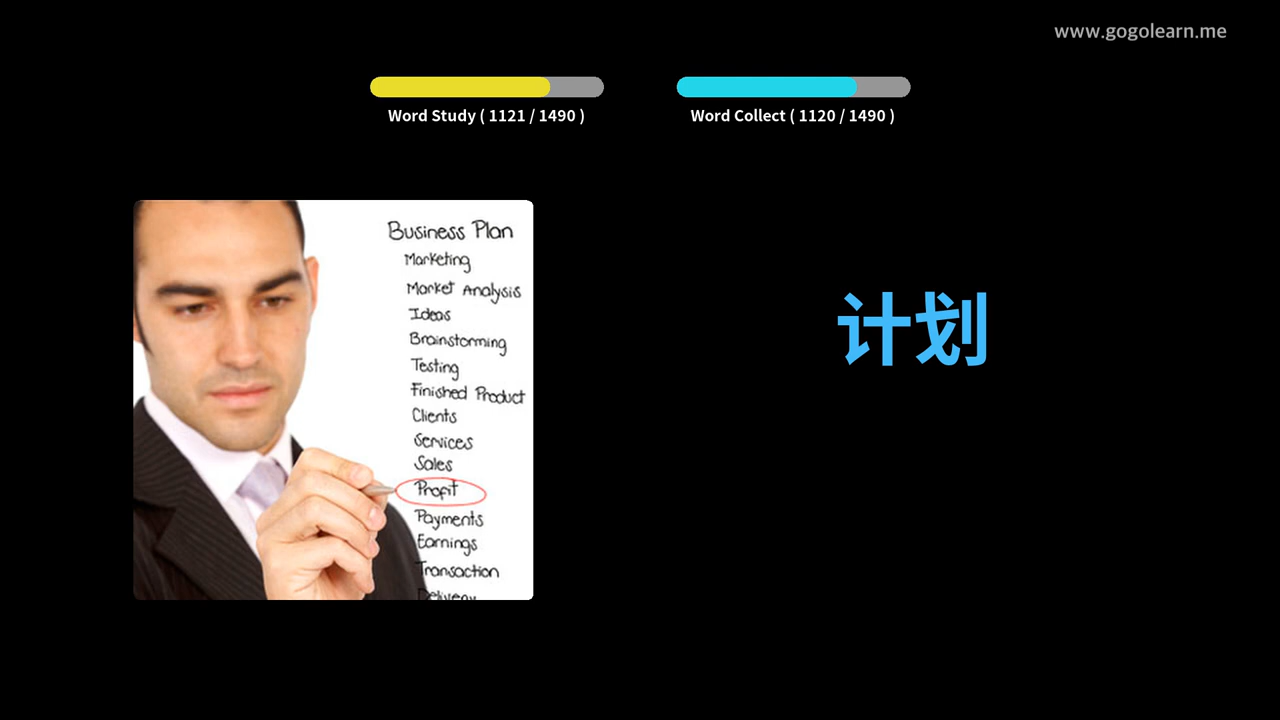 www.gogolearn.me
Word Study ( 1121 / 1490 )
Word Collect ( 1120 / 1490 )
Business Plan
Marketing
Market Analysis
Ideas
Brainstorming
Testing
Finished Product
Clients
Services
Sales
Profit
Payments
Earnings
Transaction
Delivery
计划